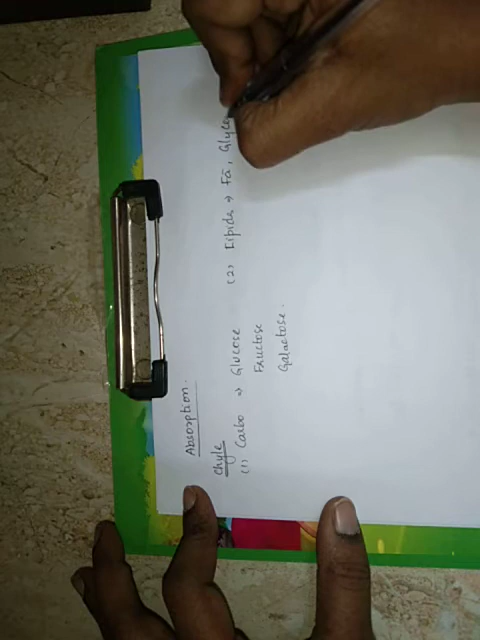 Absorption.
Chyle
(1) Carbo → Glucose (2) Lipids → FA, Glyce
Fructose
Galactose.